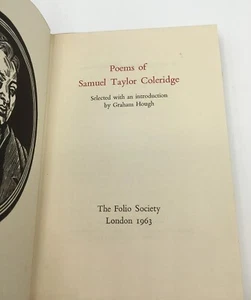 Poems of
Samuel Taylor Coleridge
Selected with an introduction
by Graham Hough
The Folio Society
London 1963